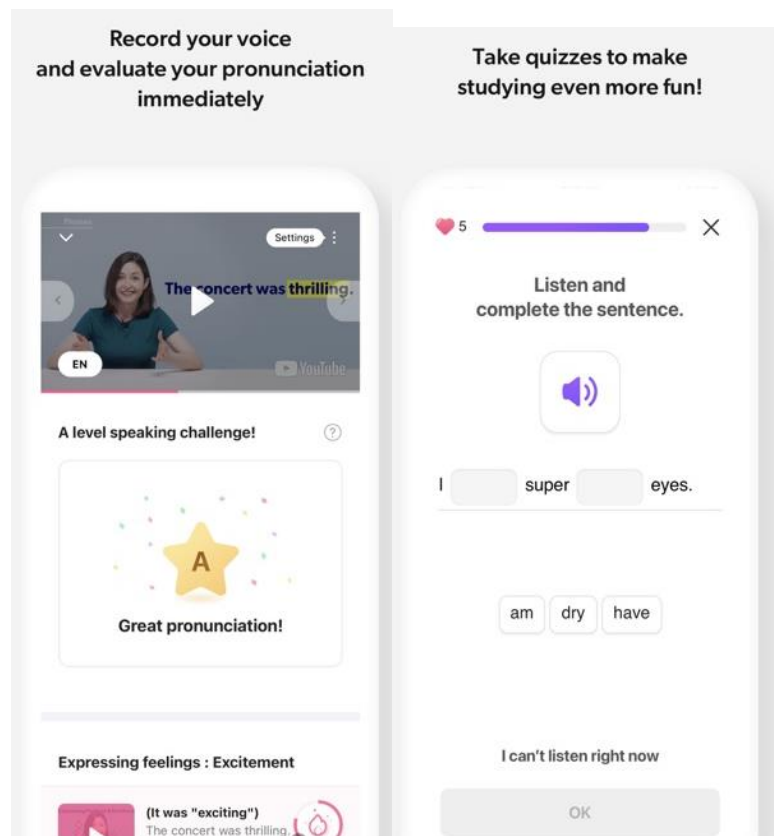 Record your voice
and evaluate your pronunciation
immediately
Settings
The concert was thrilling.
EN
YouTube
A level speaking challenge!
?
A
Great pronunciation!
Expressing feelings : Excitement
(It was "exciting")
The concert was thrilling.
Take quizzes to make
studying even more fun!
5
Listen and
complete the sentence.
I super eyes.
am dry have
I can't listen right now
OK